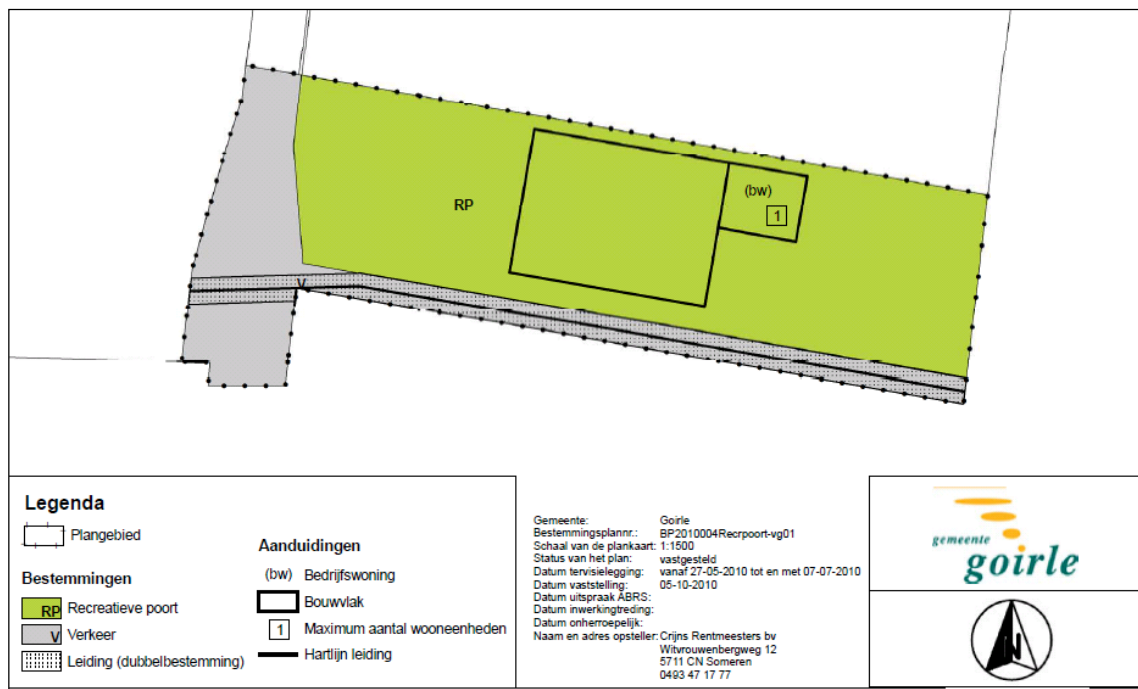 (bw)
1
RP
V
Legenda
Plangebied
Bestemmingen
RP Recreatieve poort
V Verkeer
Leiding (dubbelbestemming)
Aanduidingen
(bw) Bedrijfswoning
Bouwvlak
1 Maximum aantal wooneenheden
Hartlijn leiding
Gemeente: Goirle
Bestemmingsplannr.: BP2010004Recrpoort-vg01
Schaal van de plankaart: 1:1500
Status van het plan: vastgesteld
Datum tervisielegging: vanaf 27-05-2010 tot en met 07-07-2010
Datum vaststelling: 05-10-2010
Datum uitspraak ABRS:
Datum inwerkingtreding:
Datum onherroepelijk:
Naam en adres opsteller: Crijns Rentmeesters bv
Witvrouwenbergweg 12
5711 CN Someren
0493 47 17 77
gemeente
goirle
N